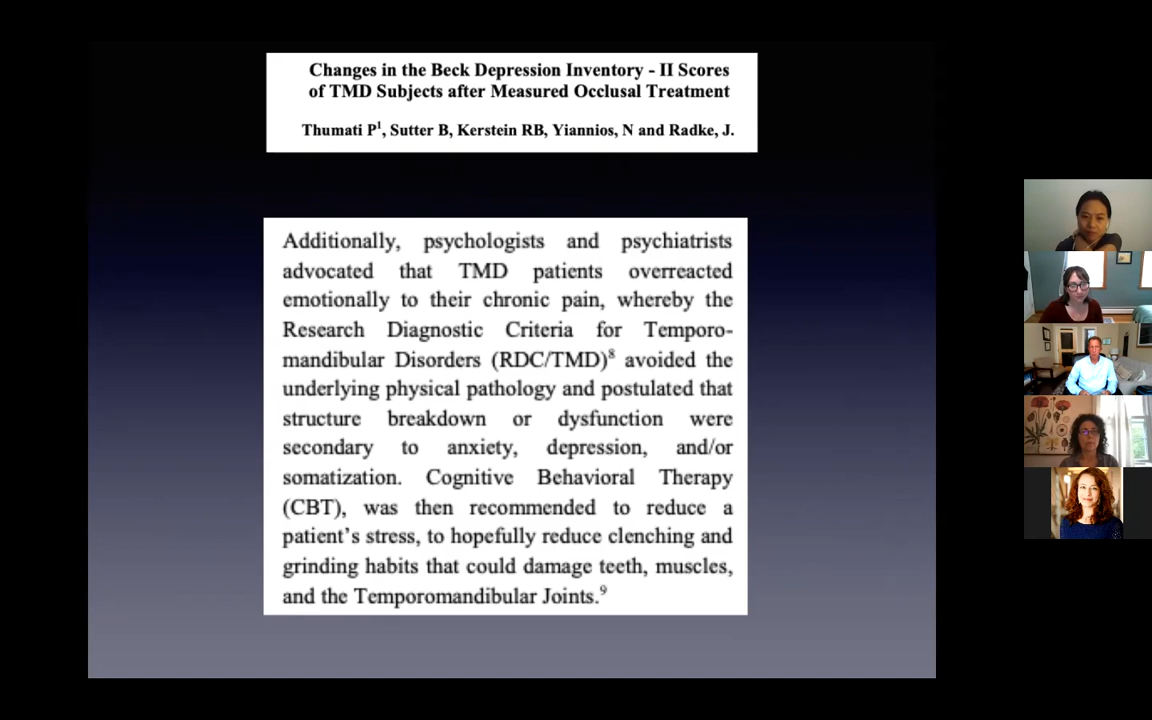 Changes in the Beck Depression Inventory - II Scores
of TMD Subjects after Measured Occlusal Treatment
Thumati P¹, Sutter B, Kerstein RB, Yiannios, N and Radke, J.
Additionally, psychologists and psychiatrists
advocated that TMD patients overreacted
emotionally to their chronic pain, whereby the
Research Diagnostic Criteria for Temporo-
mandibular Disorders (RDC/TMD)⁸ avoided the
underlying physical pathology and postulated that
structure breakdown or dysfunction were
secondary to anxiety, depression, and/or
somatization. Cognitive Behavioral Therapy
(CBT), was then recommended to reduce a
patient's stress, to hopefully reduce clenching and
grinding habits that could damage teeth, muscles,
and the Temporomandibular Joints.⁹